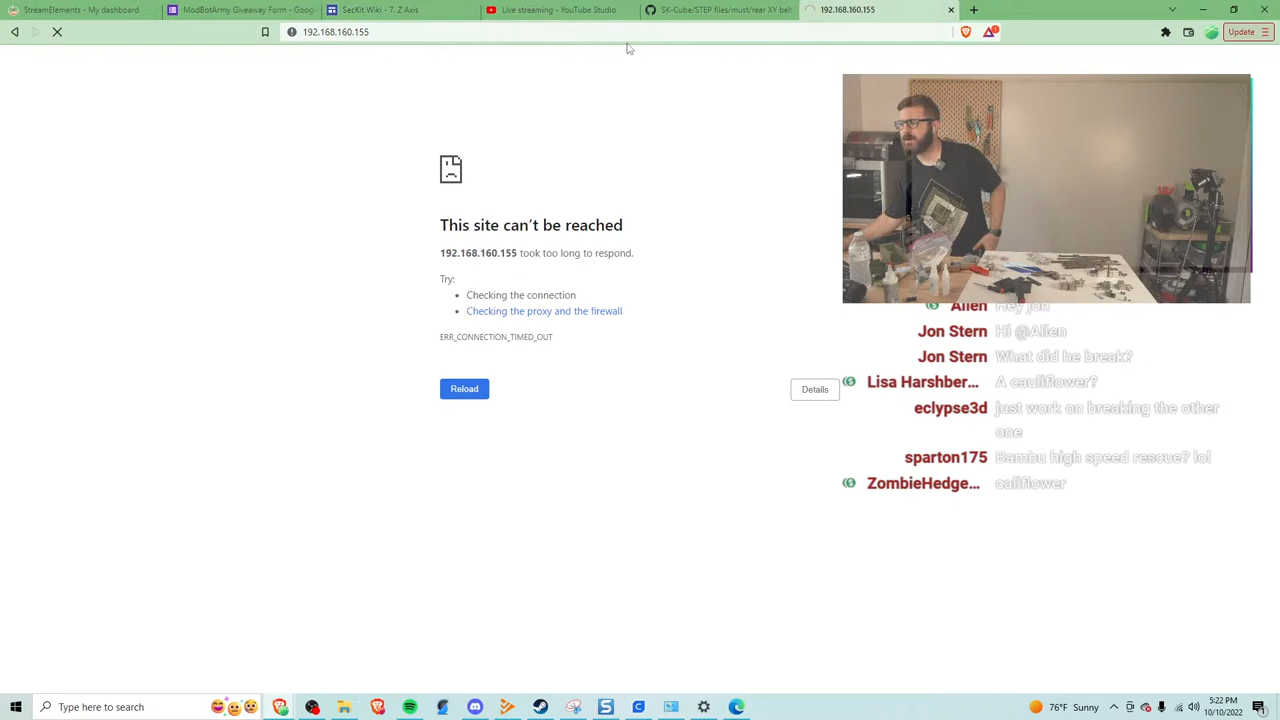 StreamElements - My dashboard
ModBotArmy Giveaway Form - Googl
SecKit Wiki - 7. Z Axis
Live streaming - YouTube Studio
SK-Cube/STEP files/must/rear XY belt
192.168.160.155
192.168.160.155
Update
This site can't be reached
192.168.160.155 took too long to respond.
Try:
• Checking the connection
• Checking the proxy and the firewall
ERR_CONNECTION_TIMED_OUT
Reload
Details
Allen Hey jon
Jon Stern Hi @Allen
Jon Stern What did he break?
Lisa Harshber... A cauliflower?
eclypse3d just work on breaking the other
one
sparton175 Bambu high speed rescue? lol
ZombieHedge... califlower
Type here to search
76°F Sunny
5:22 PM
10/10/2022